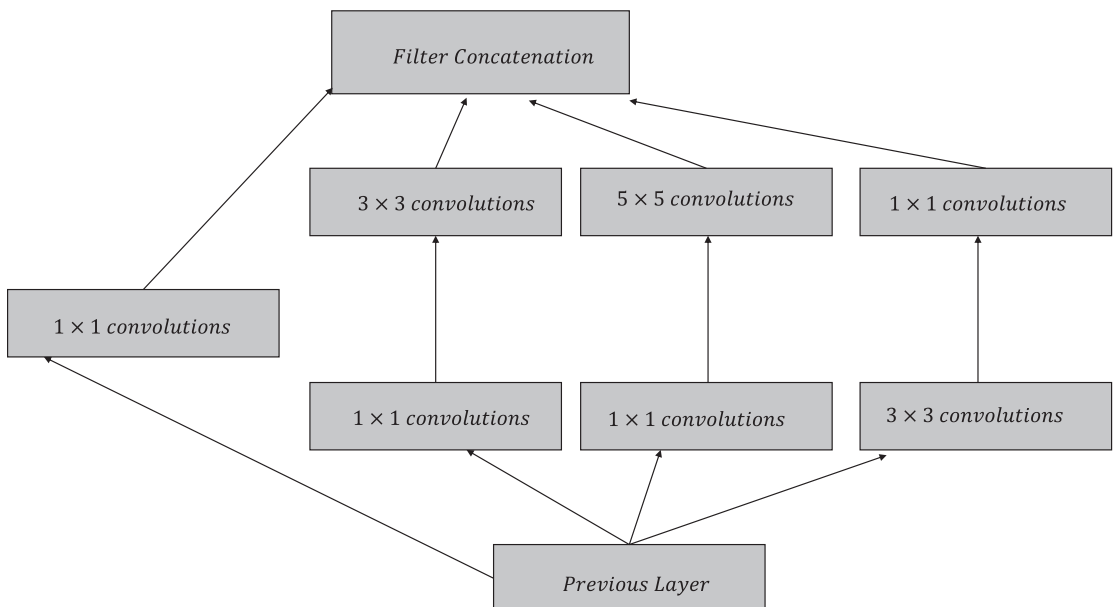 Filter Concatenation
3 × 3 convolutions
5 × 5 convolutions
1 × 1 convolutions
1 × 1 convolutions
1 × 1 convolutions
1 × 1 convolutions
3 × 3 convolutions
Previous Layer